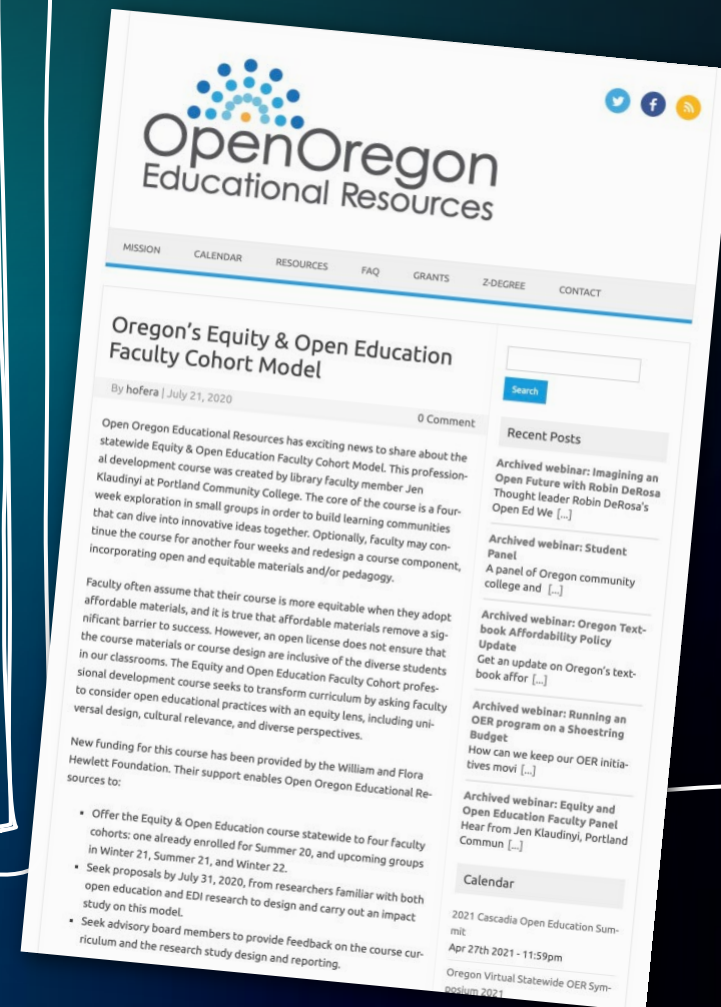 OpenOregon
Educational Resources
MISSION
CALENDAR
RESOURCES
FAQ
GRANTS
Z-DEGREE
CONTACT
Oregon's Equity & Open Education
Faculty Cohort Model
By hofera | July 21, 2020
0 Comment
Open Oregon Educational Resources has exciting news to share about the
statewide Equity & Open Education Faculty Cohort Model. This profession-
al development course was created by library faculty member Jen
Klaudinyi at Portland Community College. The core of the course is a four-
week exploration in small groups in order to build learning communities
that can dive into innovative ideas together. Optionally, faculty may con-
tinue the course for another four weeks and redesign a course component,
incorporating open and equitable materials and/or pedagogy.
Faculty often assume that their course is more equitable when they adopt
affordable materials, and it is true that affordable materials remove a sig-
nificant barrier to success. However, an open license does not ensure that
the course materials or course design are inclusive of the diverse students
in our classrooms. The Equity and Open Education Faculty Cohort profes-
sional development course seeks to transform curriculum by asking faculty
to consider open educational practices with an equity lens, including uni-
versal design, cultural relevance, and diverse perspectives.
New funding for this course has been provided by the William and Flora
Hewlett Foundation. Their support enables Open Oregon Educational Re-
sources to:
▪ Offer the Equity & Open Education course statewide to four faculty
cohorts: one already enrolled for Summer 20, and upcoming groups
in Winter 21, Summer 21, and Winter 22.
▪ Seek proposals by July 31, 2020, from researchers familiar with both
open education and EDI research to design and carry out an impact
study on this model.
▪ Seek advisory board members to provide feedback on the course cur-
riculum and the research study design and reporting.
Search
Recent Posts
Archived webinar: Imagining an
Open Future with Robin DeRosa
Thought leader Robin DeRosa's
Open Ed We [...]
Archived webinar: Student
Panel
A panel of Oregon community
college and [...]
Archived webinar: Oregon Text-
book Affordability Policy
Update
Get an update on Oregon's text-
book affor [...]
Archived webinar: Running an
OER program on a Shoestring
Budget
How can we keep our OER initia-
tives movi [...]
Archived webinar: Equity and
Open Education Faculty Panel
Hear from Jen Klaudinyi, Portland
Commun [...]
Calendar
2021 Cascadia Open Education Sum-
mit
Apr 27th 2021 - 11:59pm
Oregon Virtual Statewide OER Sym-
posium 2021